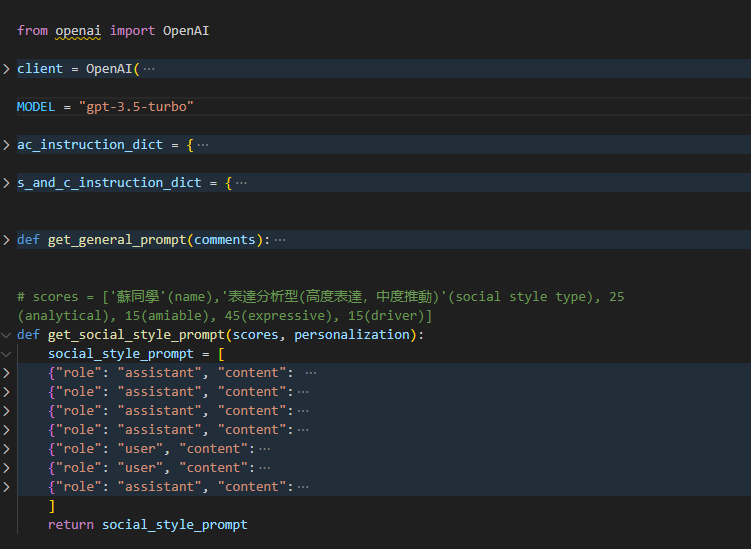 from openai import OpenAI
client = OpenAI(···
MODEL = "gpt-3.5-turbo"
ac_instruction_dict = {···
s_and_c_instruction_dict = {···
def get_general_prompt(comments):···
# scores = ['蘇同學'(name),'表達分析型(高度表達, 中度推動)'(social style type), 25
(analytical), 15(amiable), 45(expressive), 15(driver)]
def get_social_style_prompt(scores, personalization):
    social_style_prompt = [
    {"role": "assistant", "content": ···
    {"role": "assistant", "content":···
    {"role": "assistant", "content":···
    {"role": "assistant", "content":···
    {"role": "user", "content":···
    {"role": "user", "content":···
    {"role": "assistant", "content":···
    ]
    return social_style_prompt